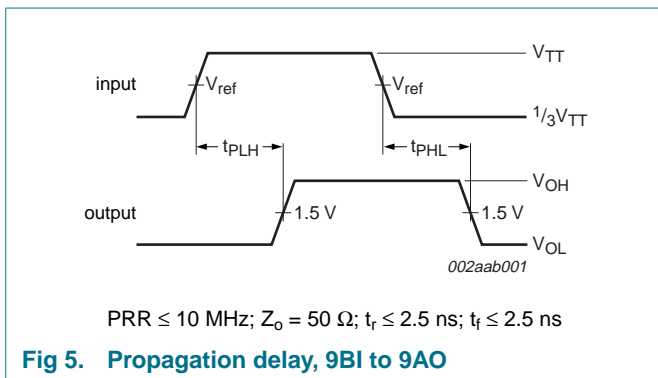 V_TT
input
V_ref
V_ref
1/3V_TT
t_PLH
t_PHL
V_OH
output
1.5 V
1.5 V
V_OL
002aab001
PRR ≤ 10 MHz; Z_o = 50 Ω; t_r ≤ 2.5 ns; t_f ≤ 2.5 ns
Fig 5. Propagation delay, 9BI to 9AO